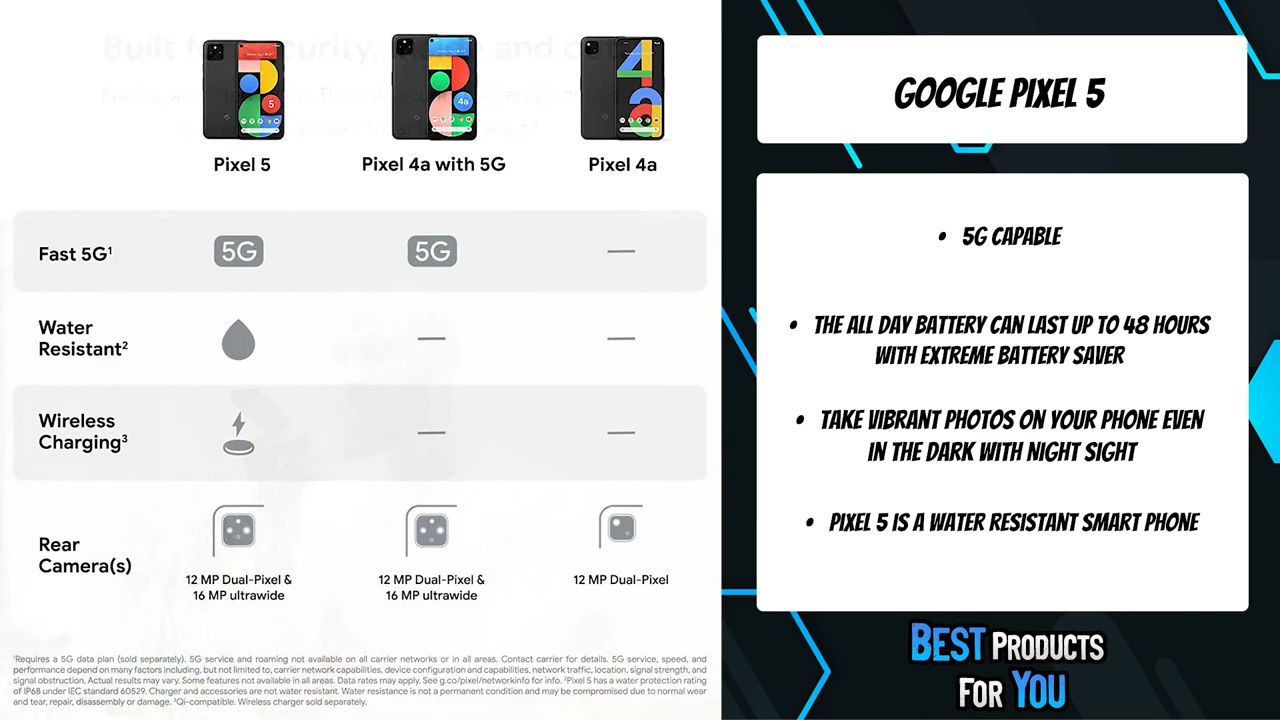 Pixel 5
Pixel 4a with 5G
Pixel 4a
Fast 5G¹
5G
5G
—
Water
Resistant²
—
—
Wireless
Charging³
—
—
Rear
Camera(s)
12 MP Dual-Pixel &
16 MP ultrawide
12 MP Dual-Pixel &
16 MP ultrawide
12 MP Dual-Pixel
¹Requires a 5G data plan (sold separately). 5G service and roaming not available on all carrier networks or in all areas. Contact carrier for details. 5G service, speed, and
performance depend on many factors including, but not limited to, carrier network capabilities, device configuration and capabilities, network traffic, location, signal strength, and
signal obstruction. Actual results may vary. Some features not available in all areas. Data rates may apply. See g.co/pixel/networkinfo for info. ²Pixel 5 has a water protection rating
of IP68 under IEC standard 60529. Charger and accessories are not water resistant. Water resistance is not a permanent condition and may be compromised due to normal wear
and tear, repair, disassembly or damage. ³Qi-compatible. Wireless charger sold separately.
GOOGLE PIXEL 5
• 5G CAPABLE
• THE ALL DAY BATTERY CAN LAST UP TO 48 HOURS
WITH EXTREME BATTERY SAVER
• TAKE VIBRANT PHOTOS ON YOUR PHONE EVEN
IN THE DARK WITH NIGHT SIGHT
• PIXEL 5 IS A WATER RESISTANT SMART PHONE
BEST PRODUCTS
FOR YOU